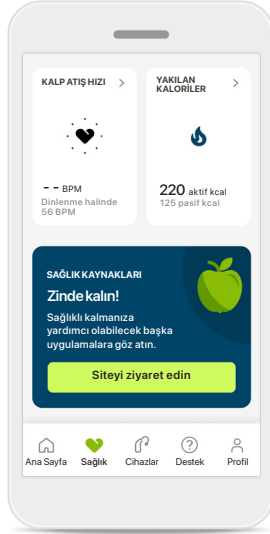 KALP ATIŞ HIZI
YAKILAN
KALORİLER
– – BPM
Dinlenme halinde
56 BPM
220 aktif kcal
125 pasif kcal
SAĞLIK KAYNAKLARI
Zinde kalın!
Sağlıklı kalmanıza
yardımcı olabilecek başka
uygulamalara göz atın.
Siteyi ziyaret edin
Ana Sayfa Sağlık Cihazlar Destek Profil